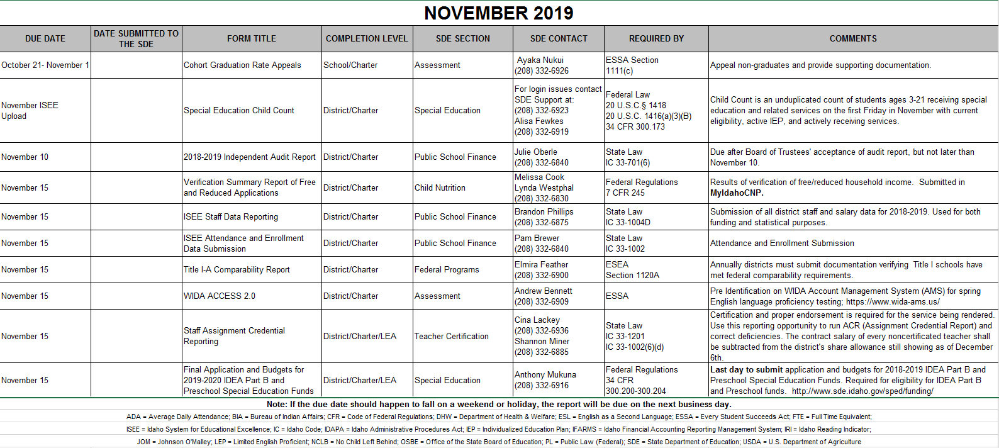 NOVEMBER 2019
DUE DATE
DATE SUBMITTED TO
THE SDE
FORM TITLE
COMPLETION LEVEL
SDE SECTION
SDE CONTACT
REQUIRED BY
COMMENTS
October 21- November 1
Cohort Graduation Rate Appeals
School/Charter
Assessment
Ayaka Nukui
(208) 332-6926
ESSA Section
1111(c)
Appeal non-graduates and provide supporting documentation.
November ISEE
Upload
Special Education Child Count
District/Charter
Special Education
For login issues contact
SDE Support at:
(208) 332-6923
Alisa Fewkes
(208) 332-6919
Federal Law
20 U.S.C.§ 1418
20 U.S.C. 1416(a)(3)(B)
34 CFR 300.173
Child Count is an unduplicated count of students ages 3-21 receiving special
education and related services on the first Friday in November with current
eligibility, active IEP, and actively receiving services.
November 10
2018-2019 Independent Audit Report
District/Charter
Public School Finance
Julie Oberle
(208) 332-6840
State Law
IC 33-701(6)
Due after Board of Trustees' acceptance of audit report, but not later than
November 10.
November 15
Verification Summary Report of Free
and Reduced Applications
District/Charter
Child Nutrition
Melissa Cook
Lynda Westphal
(208) 332-6830
Federal Regulations
7 CFR 245
Results of verification of free/reduced household income.  Submitted in
MyIdahoCNP.
November 15
ISEE Staff Data Reporting
District/Charter
Public School Finance
Brandon Phillips
(208) 332-6875
State Law
IC 33-1004D
Submission of all district staff and salary data for 2018-2019. Used for both
funding and statistical purposes.
November 15
ISEE Attendance and Enrollment
Data Submission
District/Charter
Public School Finance
Pam Brewer
(208) 332-6840
State Law
IC 33-1002
Attendance and Enrollment Submission
November 15
Title I-A Comparability Report
District/Charter
Federal Programs
Elmira Feather
(208) 332-6900
ESEA
Section 1120A
Annually districts must submit documentation verifying  Title I schools have
met federal comparability requirements.
November 15
WIDA ACCESS 2.0
District/Charter
Assessment
Andrew Bennett
(208) 332-6909
ESSA
Pre Identification on WIDA Account Management System (AMS) for spring
English language proficiency testing; https://www.wida-ams.us/
November 15
Staff Assignment Credential
Reporting
District/Charter/LEA
Teacher Certification
Cina Lackey
(208) 332-6936
Shannon Miner
(208) 332-6885
State Law
IC 33-1201
IC 33-1002(6)(d)
Certification and proper endorsement is required for the service being rendered.
Use this reporting opportunity to run ACR (Assignment Credential Report) and
correct deficiencies. The contract salary of every noncertificated teacher shall
be subtracted from the district's share allowance still showing as of December
6th.
November 15
Final Application and Budgets for
2019-2020 IDEA Part B and
Preschool Special Education Funds
District/Charter/LEA
Special Education
Anthony Mukuna
(208) 332-6916
Federal Regulations
34 CFR
300.200-300.204
Last day to submit application and budgets for 2018-2019 IDEA Part B and
Preschool Special Education Funds. Required for eligibility for IDEA Part B
and Preschool funds.  http://www.sde.idaho.gov/sped/funding/
Note: If the due date should happen to fall on a weekend or holiday, the report will be due on the next business day.
ADA = Average Daily Attendance; BIA = Bureau of Indian Affairs; CFR = Code of Federal Regulations; DHW = Department of Health & Welfare; ESL = English as a Second Language; ESSA = Every Student Succeeds Act; FTE = Full Time Equivalent;
ISEE = Idaho System for Educational Excellence; IC = Idaho Code; IDAPA = Idaho Administrative Procedures Act; IEP = Individualized Education Plan; IFARMS = Idaho Financial Accounting Reporting Management System; IRI = Idaho Reading Indicator;
JOM = Johnson O'Malley; LEP = Limited English Proficient; NCLB = No Child Left Behind; OSBE = Office of the State Board of Education; PL = Public Law (Federal); SDE = State Department of Education; USDA = U.S. Department of Agriculture